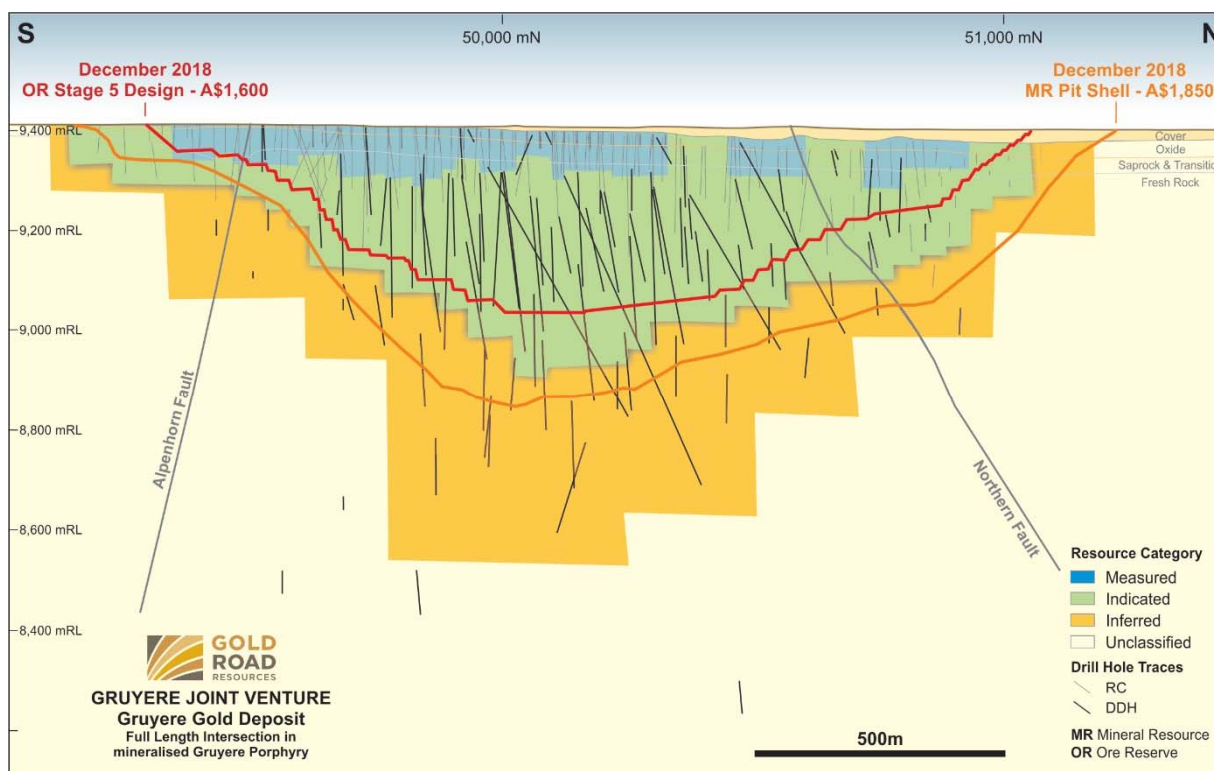 S
50,000 mN
51,000 mN
N
December 2018
OR Stage 5 Design - A$1,600
December 2018
MR Pit Shell - A$1,850
9,400 mRL
9,200 mRL
9,000 mRL
8,800 mRL
8,600 mRL
8,400 mRL
Cover
Oxide
Saprock & Transitio
Fresh Rock
Alpenhorn Fault
Northern Fault
Resource Category
Measured
Indicated
Inferred
Unclassified
Drill Hole Traces
RC
DDH
MR Mineral Resource
OR Ore Reserve
GOLD
ROAD
RESOURCES
GRUYERE JOINT VENTURE
Gruyere Gold Deposit
Full Length Intersection in
mineralised Gruyere Porphyry
500m